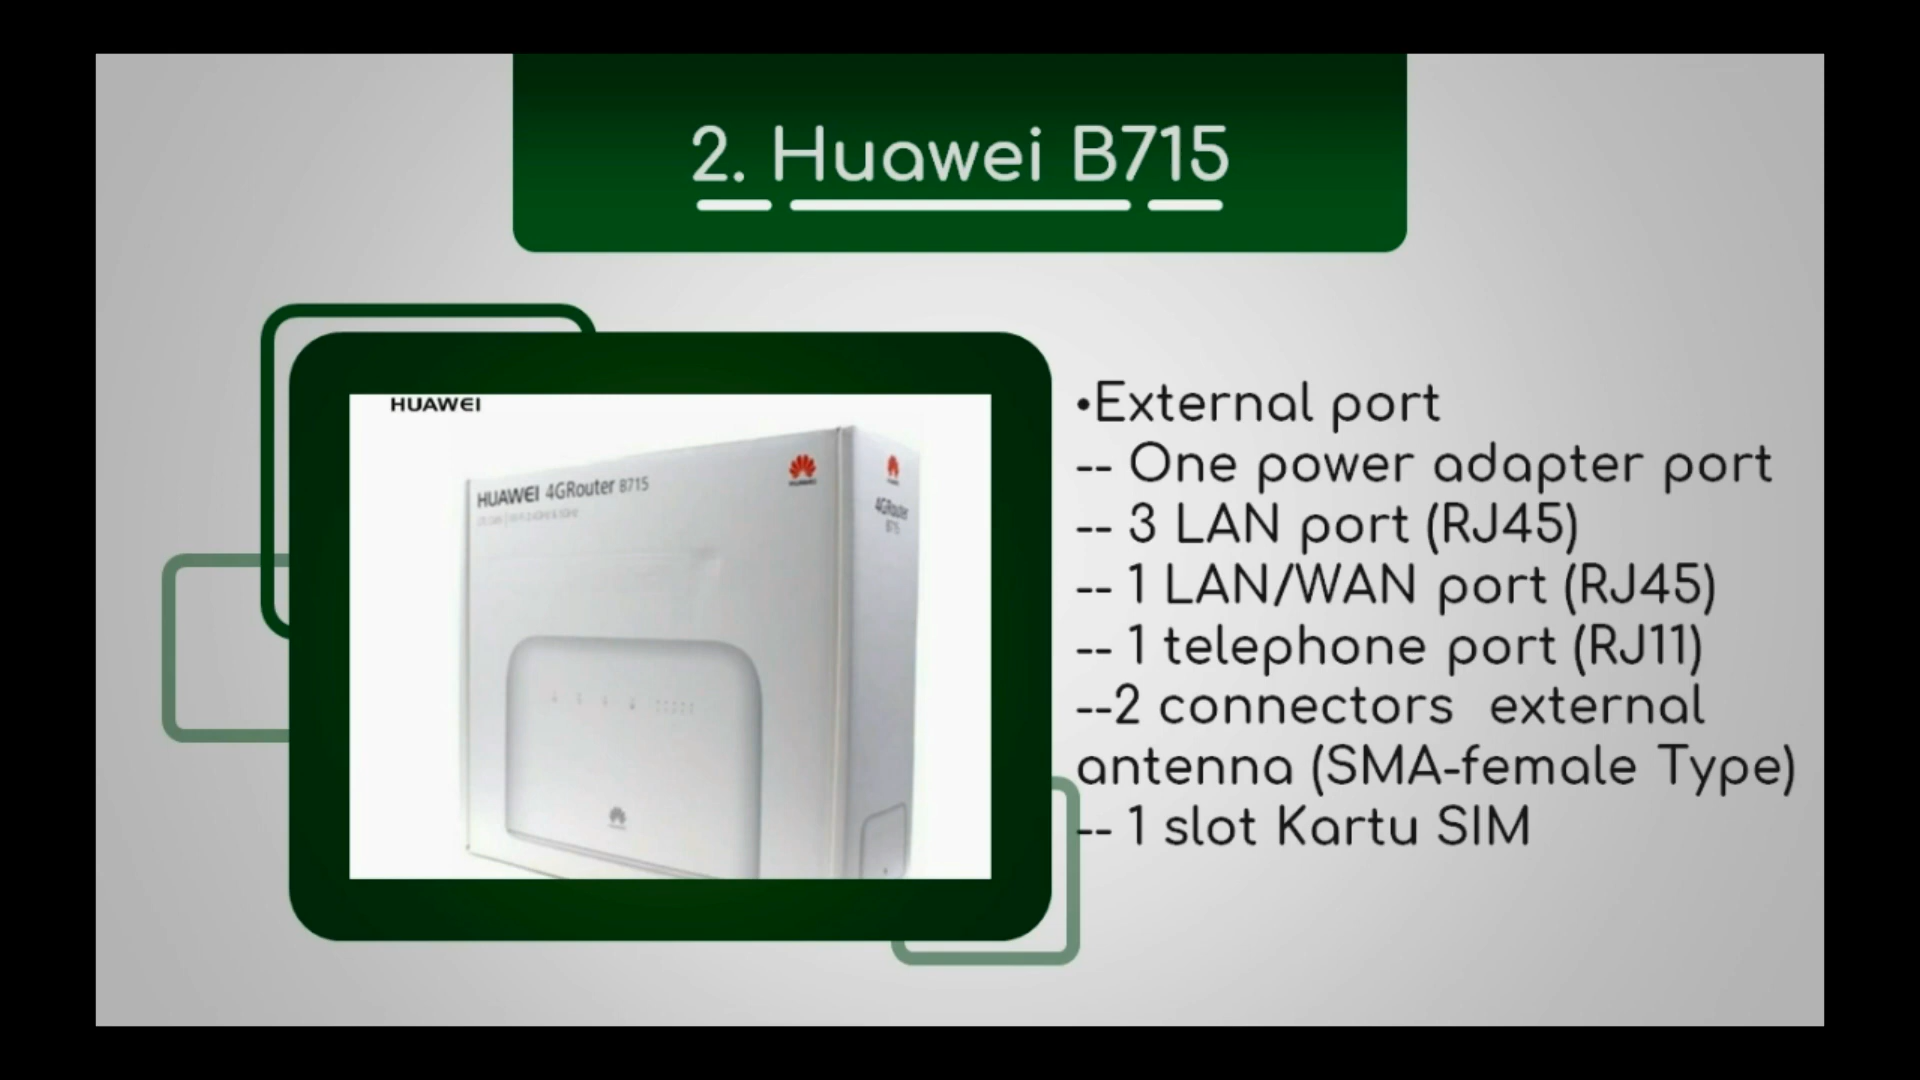 2. Huawei B715
HUAWEI
HUAWEI 4GRouter B715
4GRouter
B715
•External port
-- One power adapter port
-- 3 LAN port (RJ45)
-- 1 LAN/WAN port (RJ45)
-- 1 telephone port (RJ11)
--2 connectors external
antenna (SMA-female Type)
-- 1 slot Kartu SIM